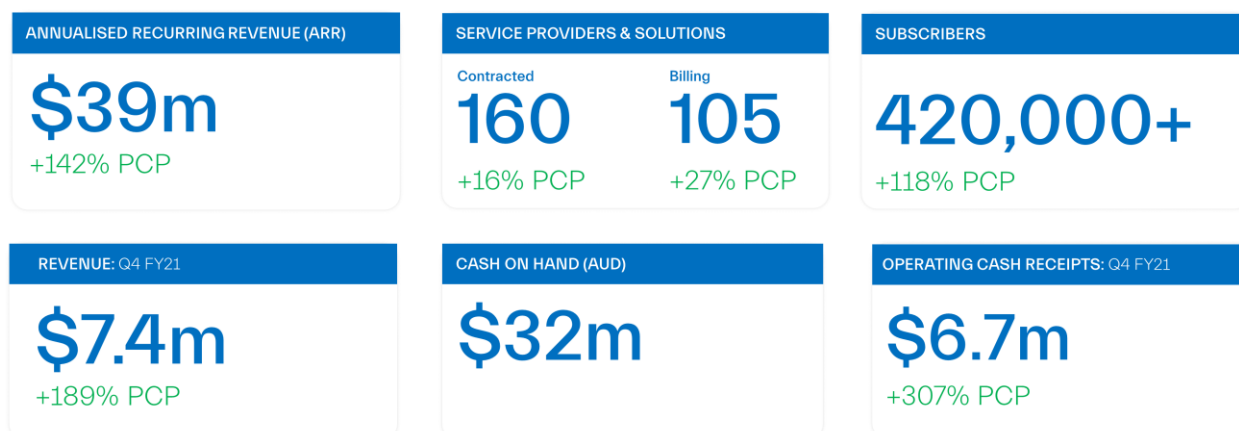 ANNUALISED RECURRING REVENUE (ARR)
$39m
+142% PCP
SERVICE PROVIDERS & SOLUTIONS
Contracted
160
+16% PCP
Billing
105
+27% PCP
SUBSCRIBERS
420,000+
+118% PCP
REVENUE: Q4 FY21
$7.4m
+189% PCP
CASH ON HAND (AUD)
$32m
OPERATING CASH RECEIPTS: Q4 FY21
$6.7m
+307% PCP